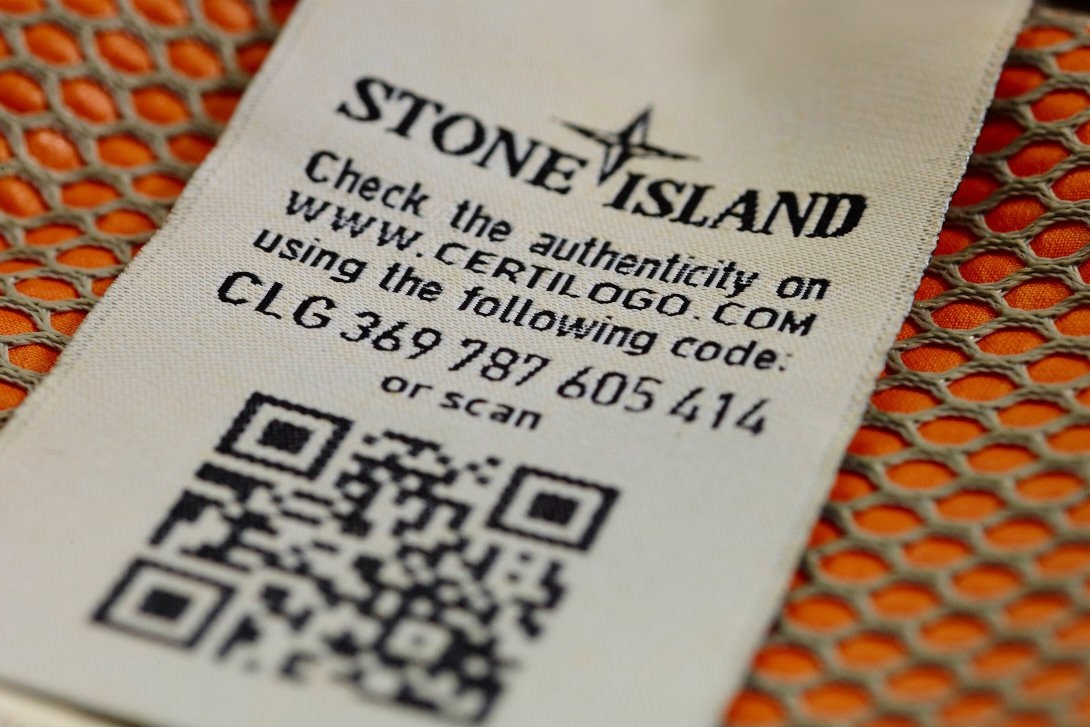 STONE ISLAND
Check the authenticity on
WWW.CERTILOGO.COM
using the following code:
CLG 369 787 605 414
or scan